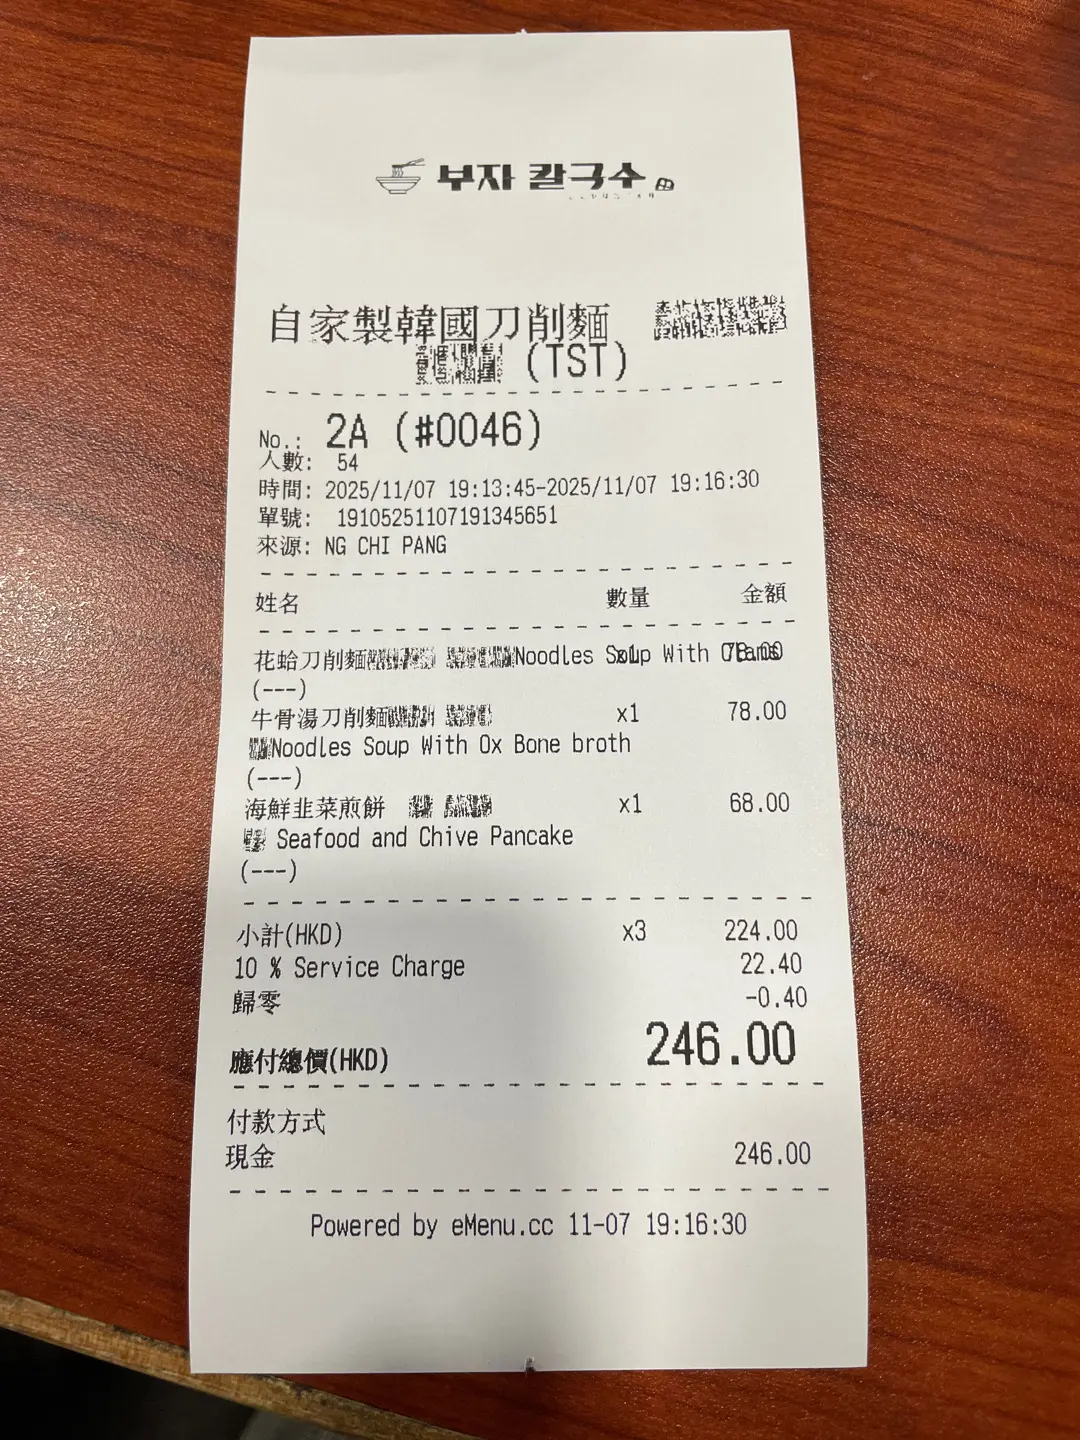 부자 칼국수
自家製韓國刀削麵
(TST)
No.: 2A (#0046)
人數: 54
時間: 2025/11/07 19:13:45-2025/11/07 19:16:30
單號: 19105251107191345651
來源: NG CHI PANG
姓名 數量 金額
花蛤刀削麵 Noodles Soup With Clams x1 78.00
(---)
牛骨湯刀削麵 x1 78.00
Noodles Soup With Ox Bone broth
(---)
海鮮韭菜煎餅 x1 68.00
Seafood and Chive Pancake
(---)
小計(HKD) x3 224.00
10 % Service Charge 22.40
歸零 -0.40
應付總價(HKD) 246.00
付款方式
現金 246.00
Powered by eMenu.cc 11-07 19:16:30